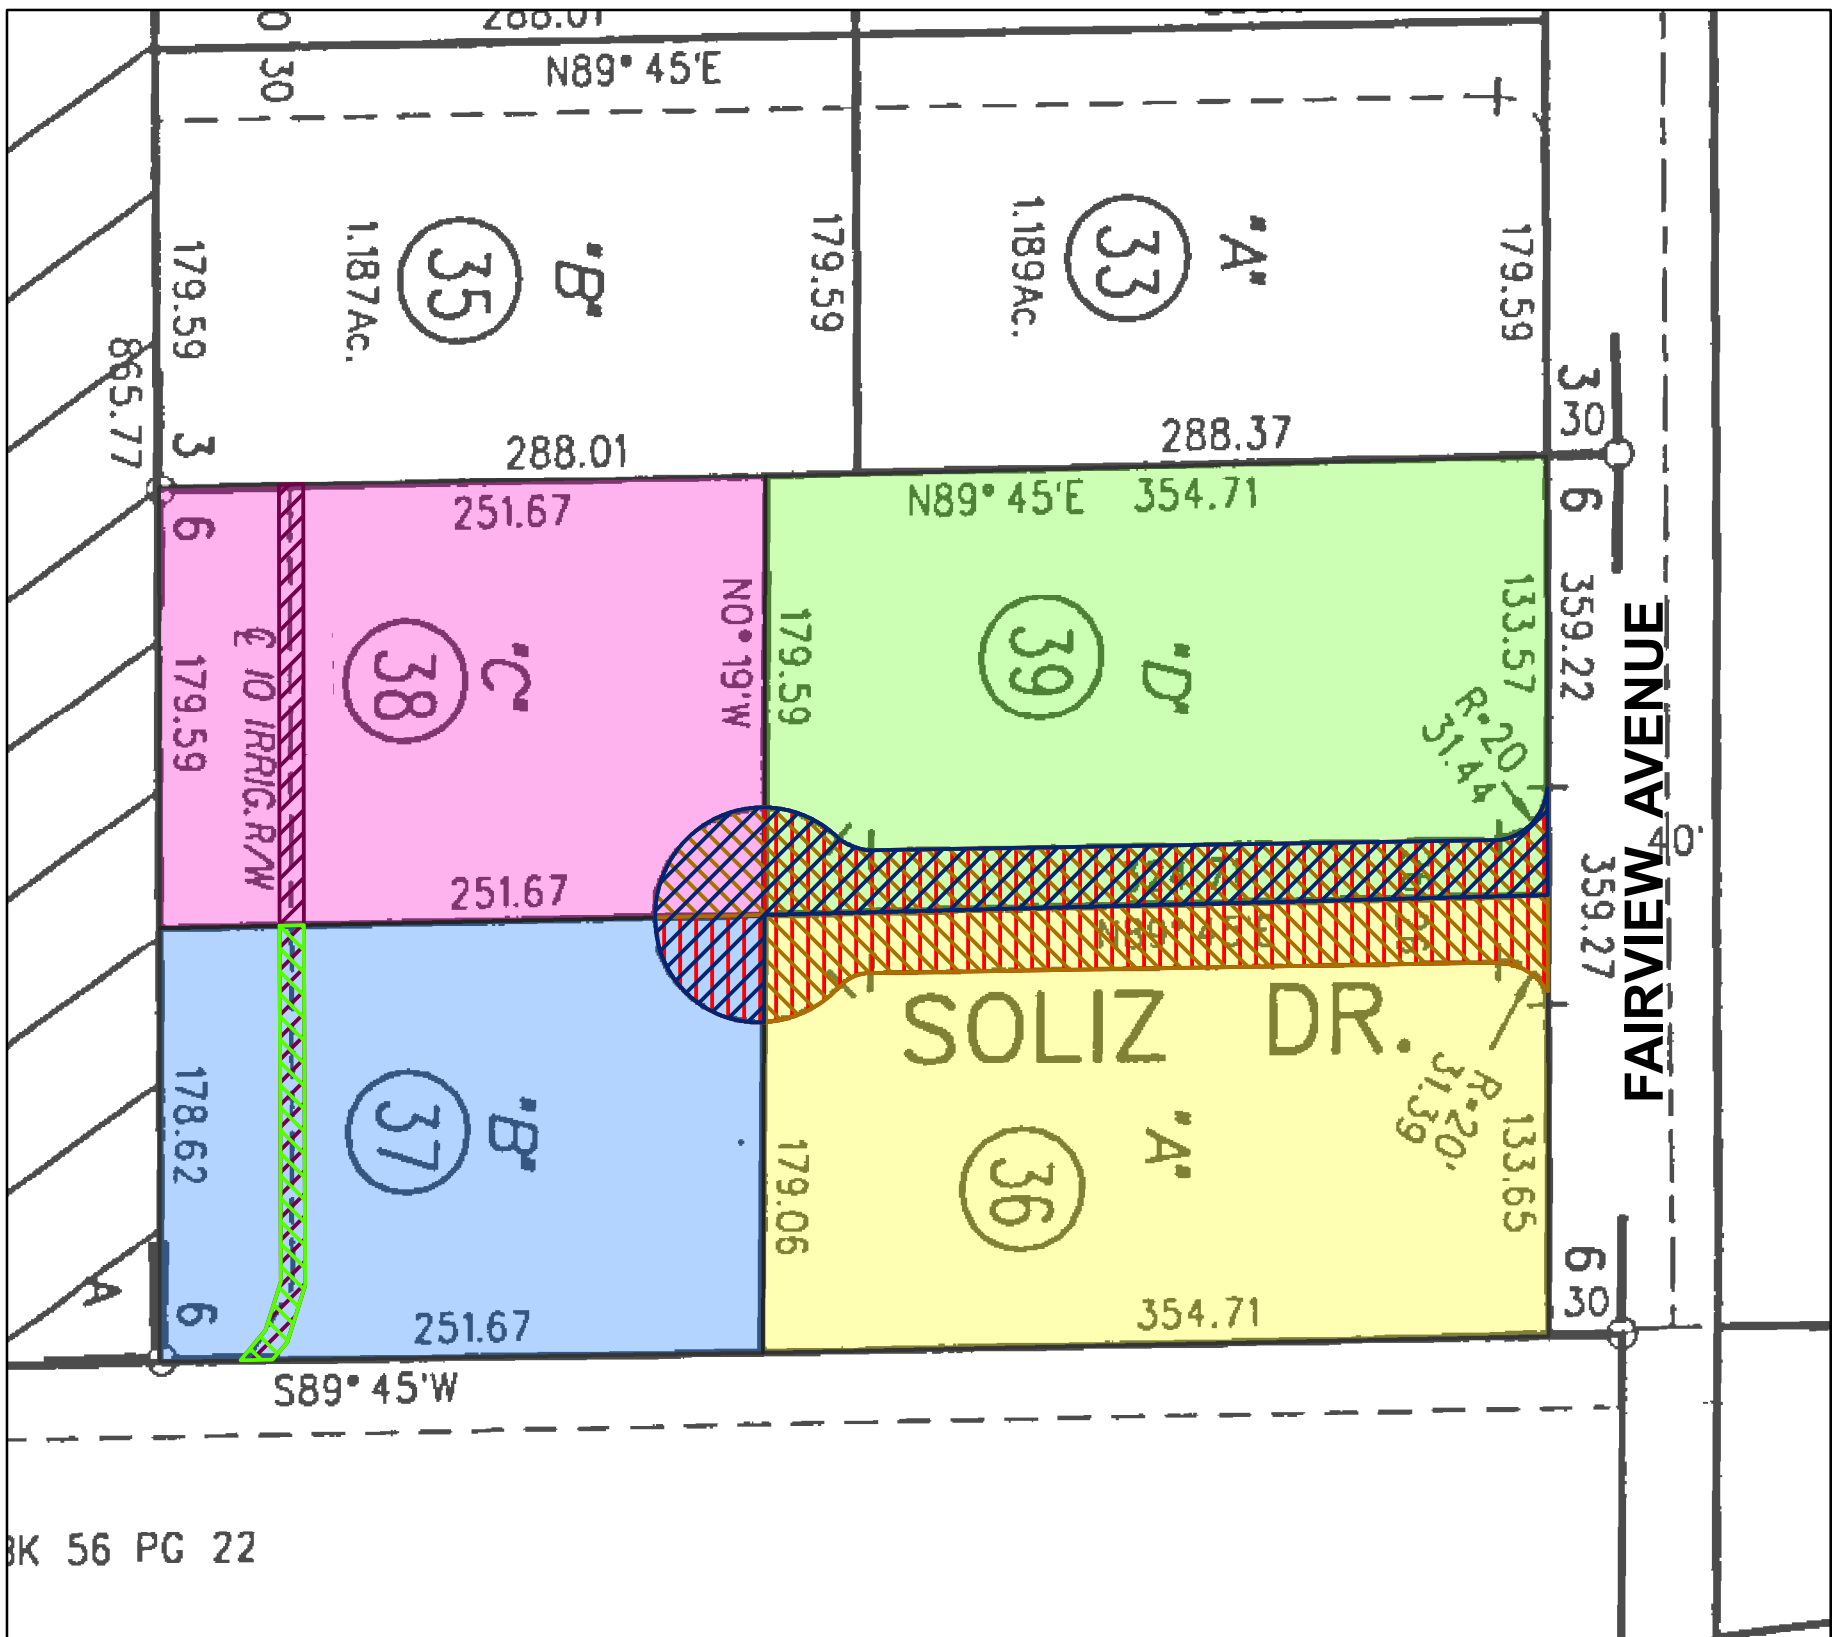 288.01
N89° 45'E
30
179.59
1.187Ac.
35
"B"
179.59
1.189Ac.
33
"A"
179.59
865.77
3
288.01
288.37
3
30
6
251.67
N89° 45'E 354.71
6
179.59
℄ 10 IRRIG. R/W
38
"C"
N0° 19'W
179.59
39
"D"
133.57
359.22
R=20
31.44
FAIRVIEW AVENUE
40'
251.67
N89° 45'E
359.27
SOLIZ DR.
178.62
37
"B"
179.06
36
"A"
R=20'
31.39
133.65
A
6
251.67
354.71
6
30
S89° 45'W
BK 56 PG 22